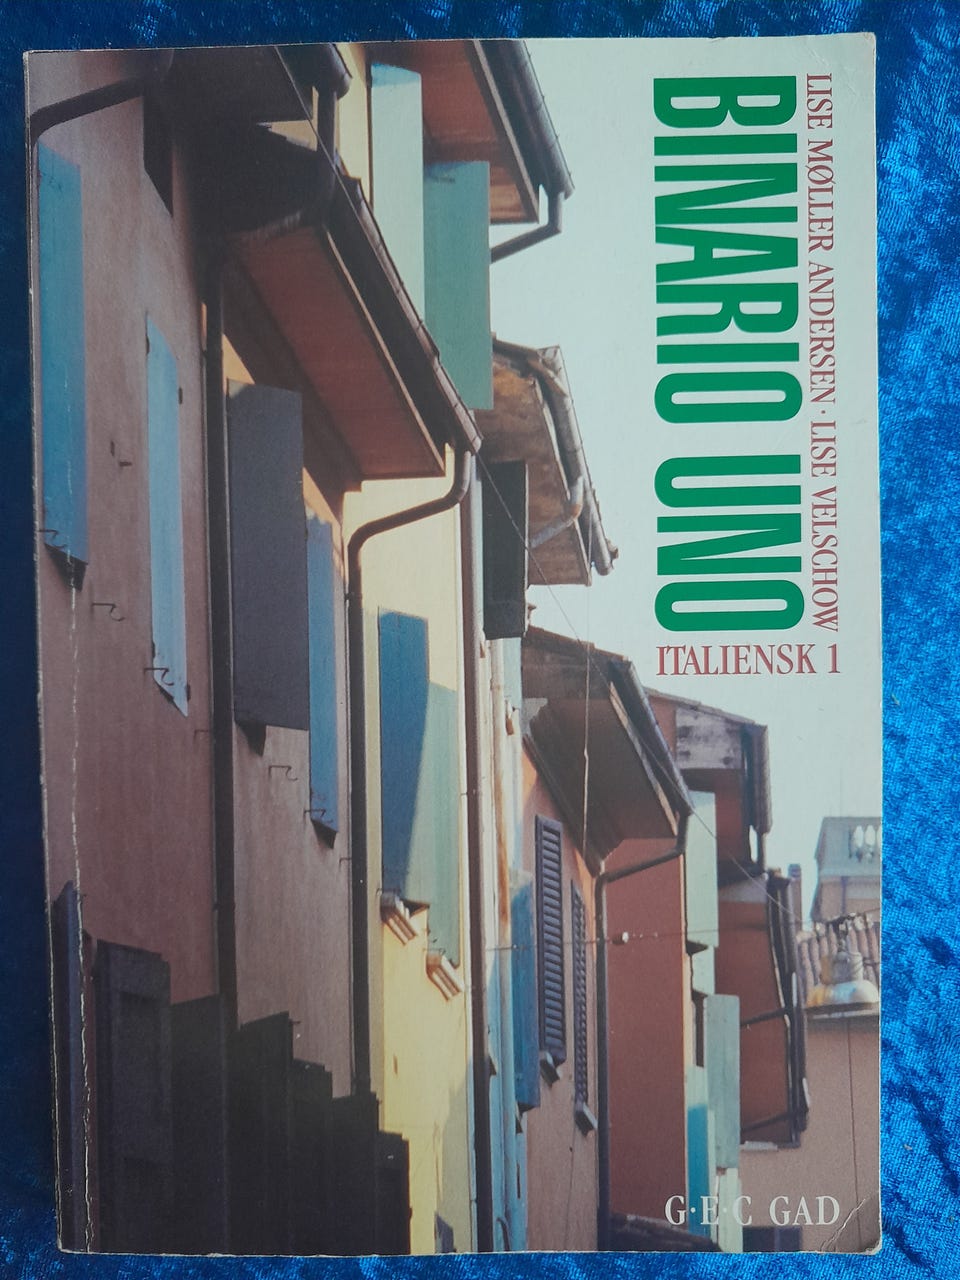 LISE MØLLER ANDERSEN · LISE VELSCHOW
BINARIO UNO
ITALIENSK 1
G·E·C GAD